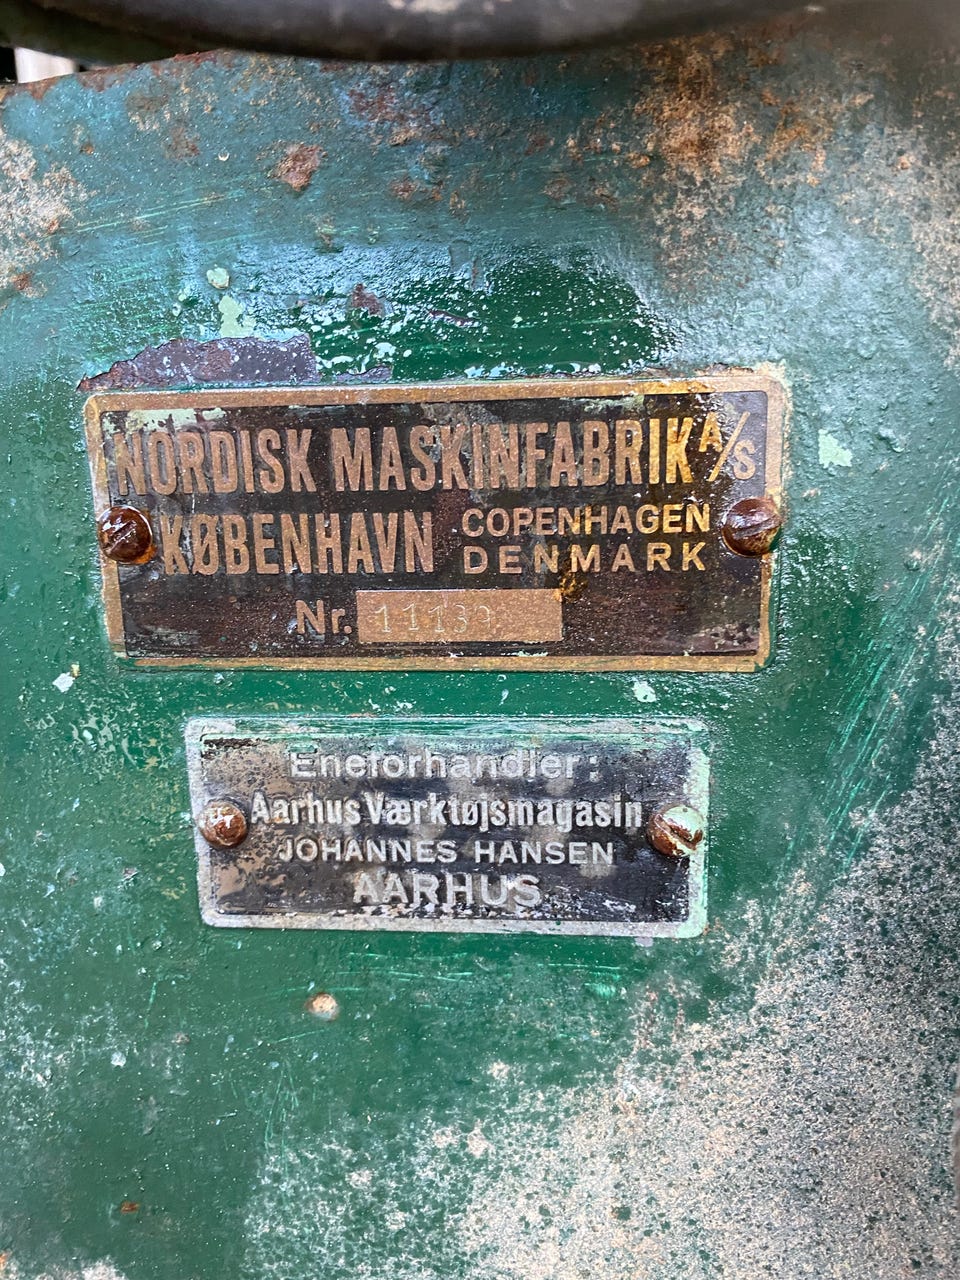 NORDISK MASKINFABRIK A/S
KØBENHAVN COPENHAGEN
DENMARK
Nr. 11139
Eneforhandler:
Aarhus Værktøjsmagasin
JOHANNES HANSEN
AARHUS